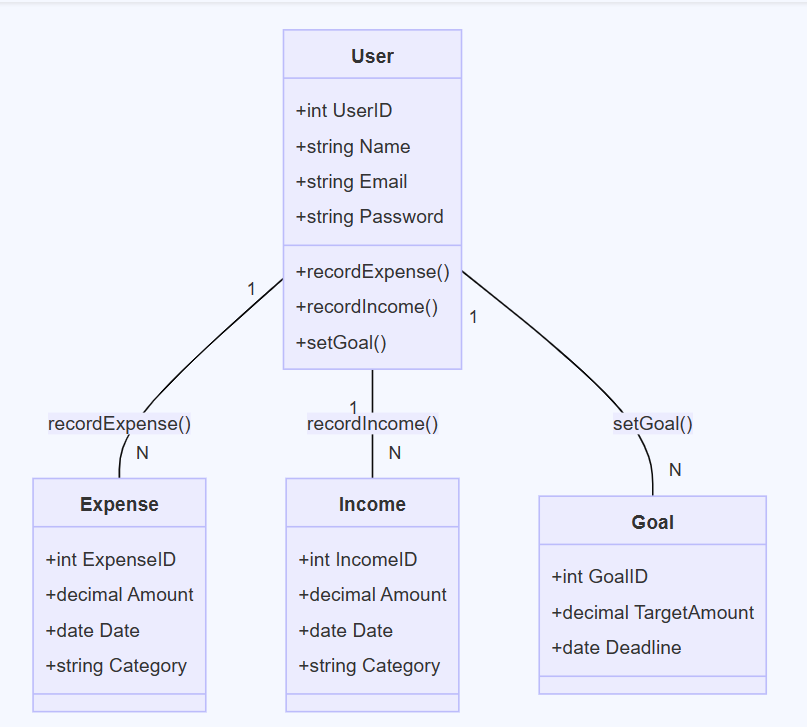 User
+int UserID
+string Name
+string Email
+string Password
+recordExpense()
+recordIncome()
+setGoal()
1
1
1
recordExpense()
recordIncome()
setGoal()
N
N
N
Expense
+int ExpenseID
+decimal Amount
+date Date
+string Category
Income
+int IncomeID
+decimal Amount
+date Date
+string Category
Goal
+int GoalID
+decimal TargetAmount
+date Deadline